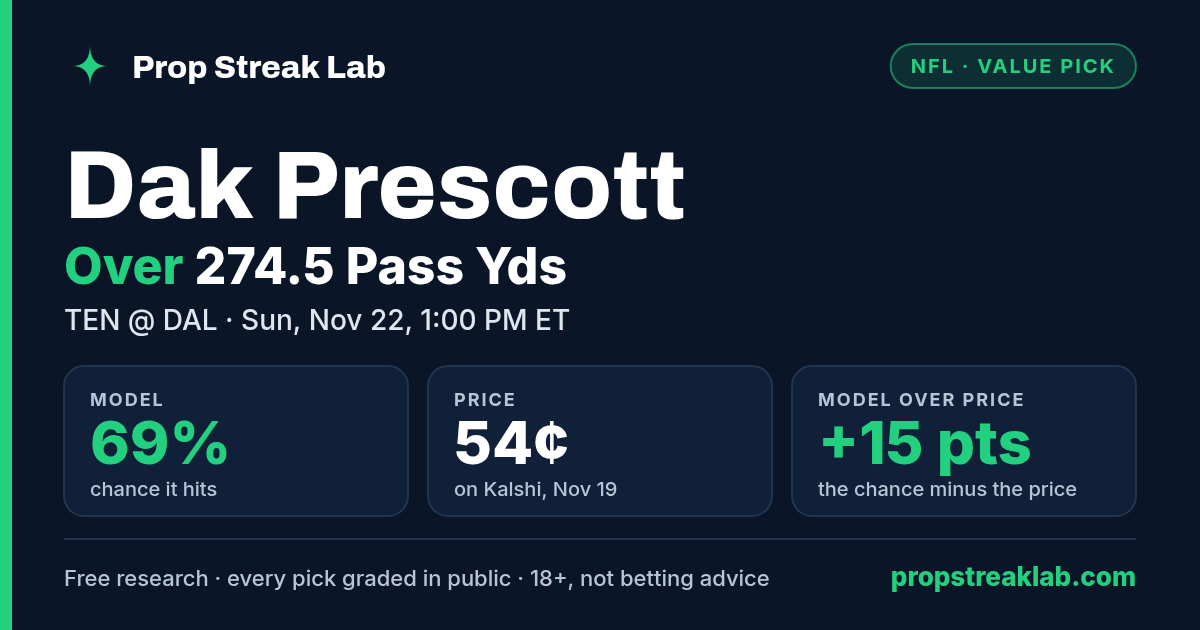 Prop Streak Lab
NFL · VALUE PICK
Dak Prescott
Over 274.5 Pass Yds
TEN @ DAL · Sun, Nov 22, 1:00 PM ET
MODEL
69%
chance it hits
PRICE
54¢
on Kalshi, Nov 19
MODEL OVER PRICE
+15 pts
the chance minus the price
Free research · every pick graded in public · 18+, not betting advice
propstreaklab.com